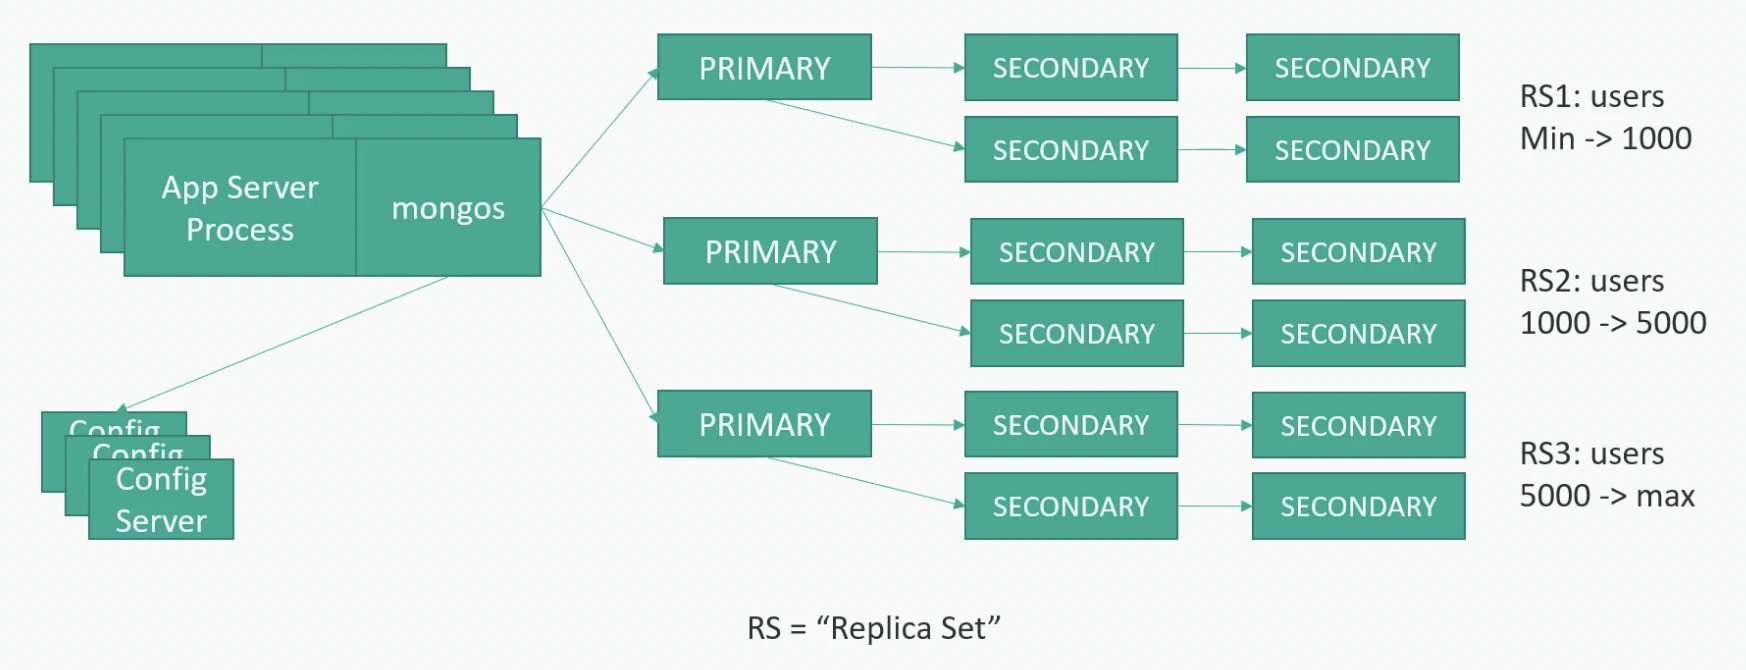 App Server
Process
mongos
Config
Config
Config
Server
PRIMARY
SECONDARY
SECONDARY
SECONDARY
SECONDARY
RS1: users
Min -> 1000
PRIMARY
SECONDARY
SECONDARY
SECONDARY
SECONDARY
RS2: users
1000 -> 5000
PRIMARY
SECONDARY
SECONDARY
SECONDARY
SECONDARY
RS3: users
5000 -> max
RS = “Replica Set”